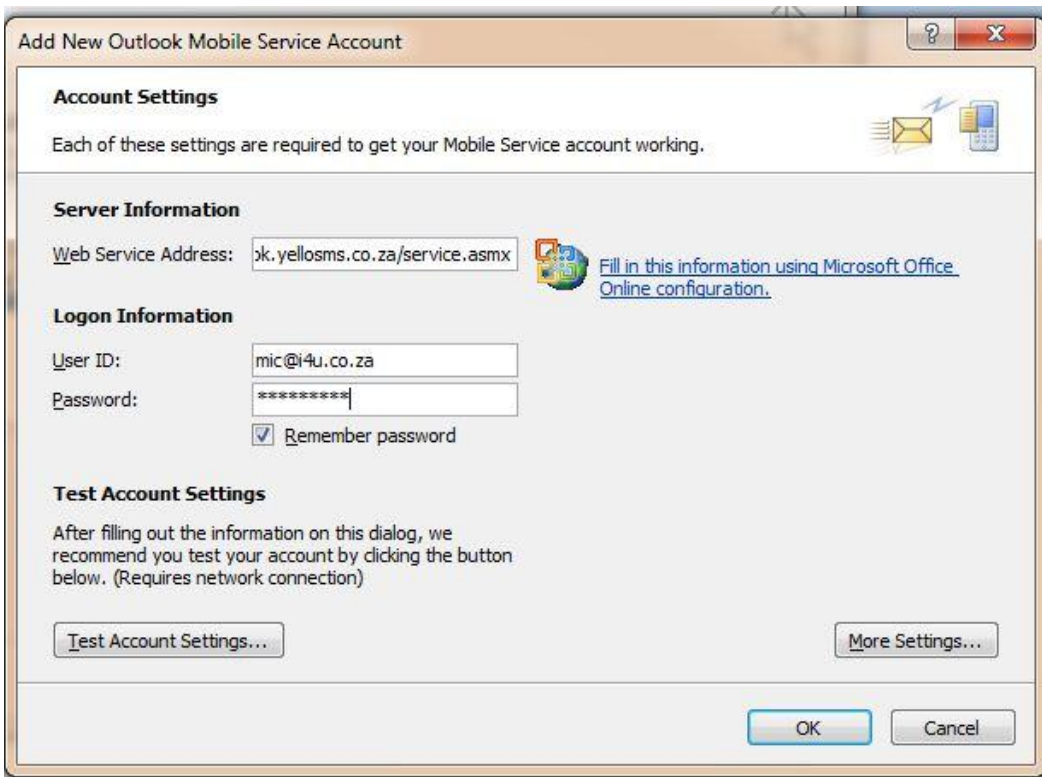 Add New Outlook Mobile Service Account
Account Settings
Each of these settings are required to get your Mobile Service account working.
Server Information
Web Service Address: ok.yellosms.co.za/service.asmx
Fill in this information using Microsoft Office
Online configuration.
Logon Information
User ID: mic@i4u.co.za
Password: *********
Remember password
Test Account Settings
After filling out the information on this dialog, we
recommend you test your account by clicking the button
below. (Requires network connection)
Test Account Settings... More Settings...
OK Cancel